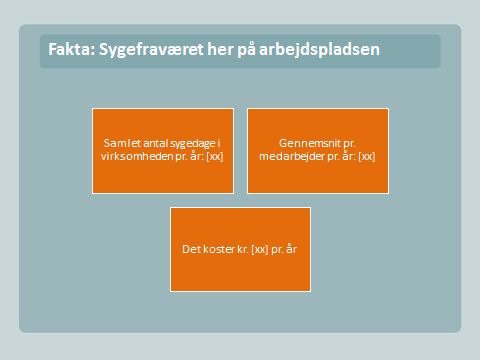 Fakta: Sygefraværet her på arbejdspladsen
Samlet antal sygedage i
virksomheden pr. år: [xx]
Gennemsnit pr.
medarbejder pr. år: [xx]
Det koster kr. [xx] pr. år